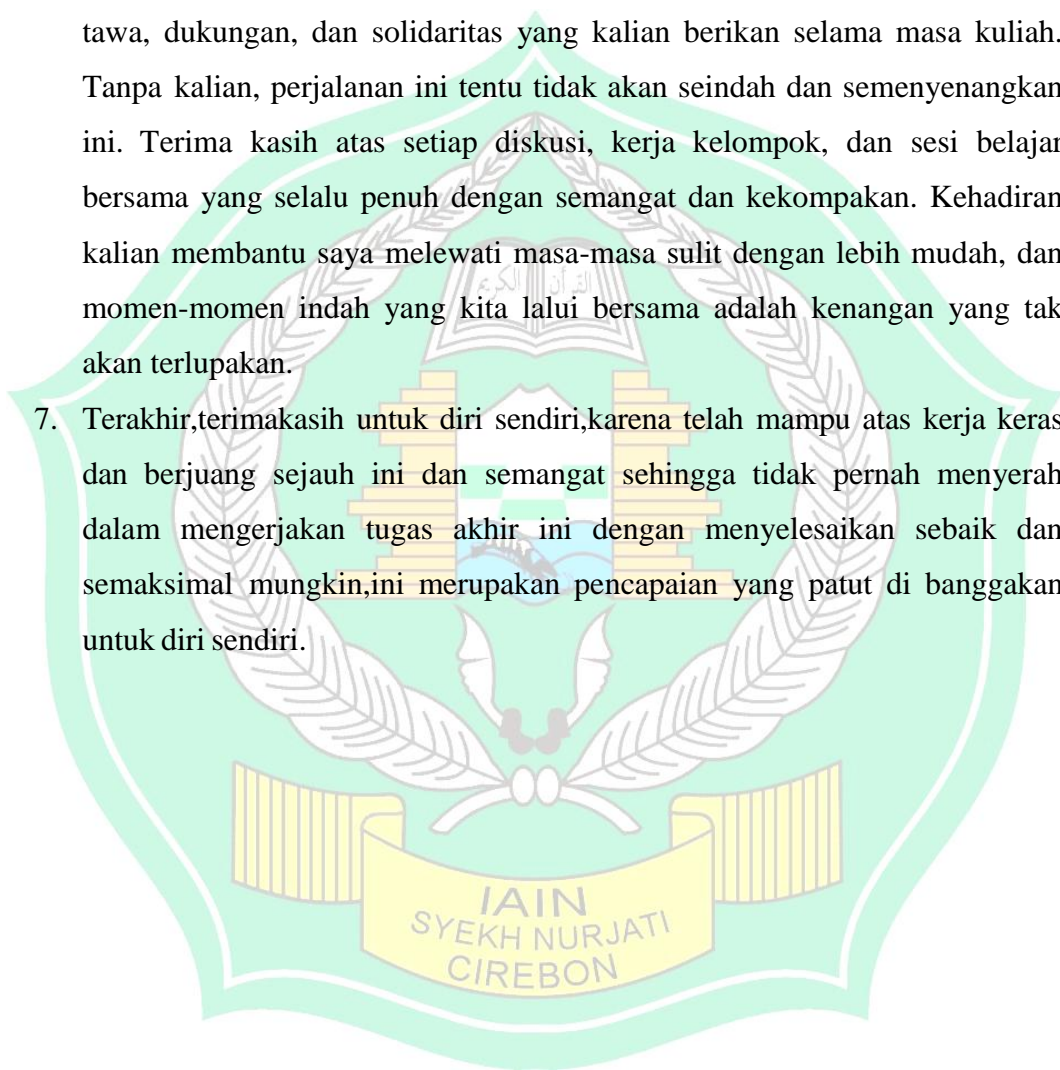 tawa, dukungan, dan solidaritas yang kalian berikan selama masa kuliah.
Tanpa kalian, perjalanan ini tentu tidak akan seindah dan semenyenangkan
ini. Terima kasih atas setiap diskusi, kerja kelompok, dan sesi belajar
bersama yang selalu penuh dengan semangat dan kekompakan. Kehadiran
kalian membantu saya melewati masa-masa sulit dengan lebih mudah, dan
momen-momen indah yang kita lalui bersama adalah kenangan yang tak
akan terlupakan.
7. Terakhir,terimakasih untuk diri sendiri,karena telah mampu atas kerja keras
dan berjuang sejauh ini dan semangat sehingga tidak pernah menyerah
dalam mengerjakan tugas akhir ini dengan menyelesaikan sebaik dan
semaksimal mungkin,ini merupakan pencapaian yang patut di banggakan
untuk diri sendiri.
القرآن الكريم
IAIN
SYEKH NURJATI
CIREBON